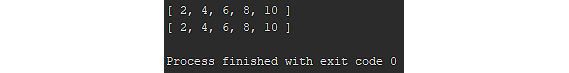 [ 2, 4, 6, 8, 10 ]
[ 2, 4, 6, 8, 10 ]
Process finished with exit code 0